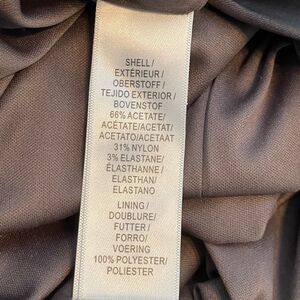 SHELL /
EXTÉRIEUR /
OBERSTOFF /
TEJIDO EXTERIOR /
BOVENSTOF
66% ACETATE/
ACÉTATE/ACETAT/
ACETATO/ACETAAT
31% NYLON
3% ELASTANE/
ÉLASTHANNE /
ELASTHAN/
ELASTANO
LINING /
DOUBLURE/
FUTTER /
FORRO/
VOERING
100% POLYESTER/
POLIESTER